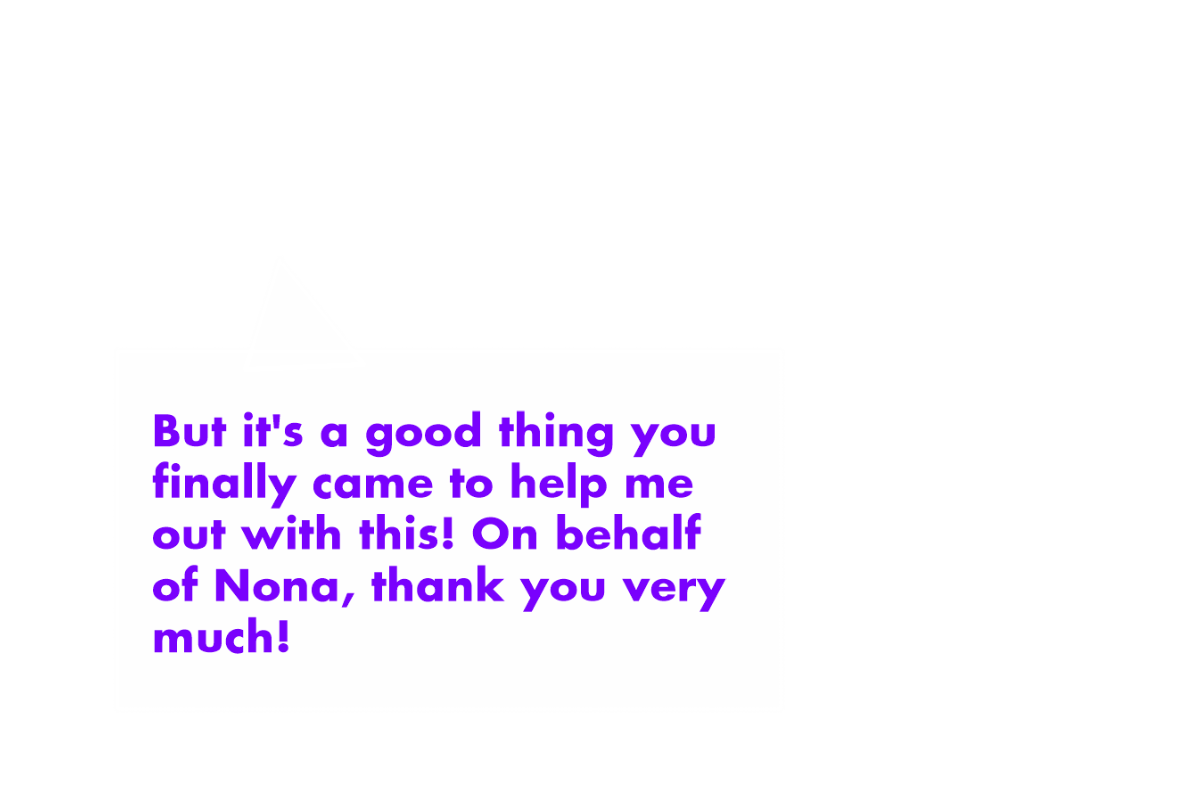 But it's a good thing you
finally came to help me
out with this! On behalf
of Nona, thank you very
much!